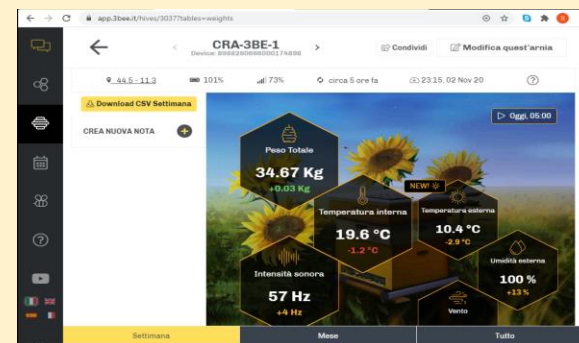 app.3bee.it/hives/3037?tables=weights
CRA-3BE-1
Condividi
Modifica quest'arnia
44.5 - 11.3
101%
73%
circa 5 ore fa
23:15, 02 Nov 20
Download CSV Settimana
CREA NUOVA NOTA
Oggi, 05:00
Peso Totale
34.67 Kg
+0.03 Kg
NEW!
Temperatura interna
19.6 °C
-1.2 °C
Temperatura esterna
10.4 °C
-2.9 °C
Umidità esterna
100 %
+13 %
Intensità sonora
57 Hz
+4 Hz
Vento
Settimana
Mese
Tutto